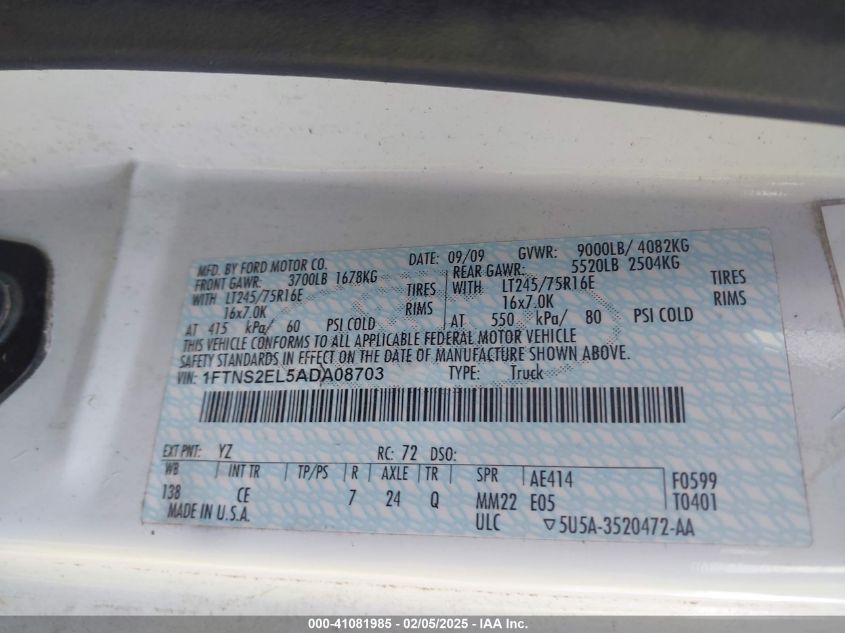 MFD. BY FORD MOTOR CO. DATE: 09/09 GVWR: 9000LB/ 4082KG
FRONT GAWR: 3700LB 1678KG REAR GAWR: 5520LB 2504KG
WITH LT245/75R16E TIRES WITH LT245/75R16E TIRES
16x7.0K RIMS 16x7.0K RIMS
AT 415 kPa/ 60 PSI COLD AT 550 kPa/ 80 PSI COLD
THIS VEHICLE CONFORMS TO ALL APPLICABLE FEDERAL MOTOR VEHICLE
SAFETY STANDARDS IN EFFECT ON THE DATE OF MANUFACTURE SHOWN ABOVE.
VIN: 1FTNS2EL5ADA08703 TYPE: Truck
EXT PNT: YZ RC: 72 DSO:
WB INT TR TP/PS R AXLE TR SPR AE414 F0599
138 CE 7 24 Q MM22 E05 T0401
MADE IN U.S.A. ULC ▽5U5A-3520472-AA
000-41081985 - 02/05/2025 - IAA Inc.